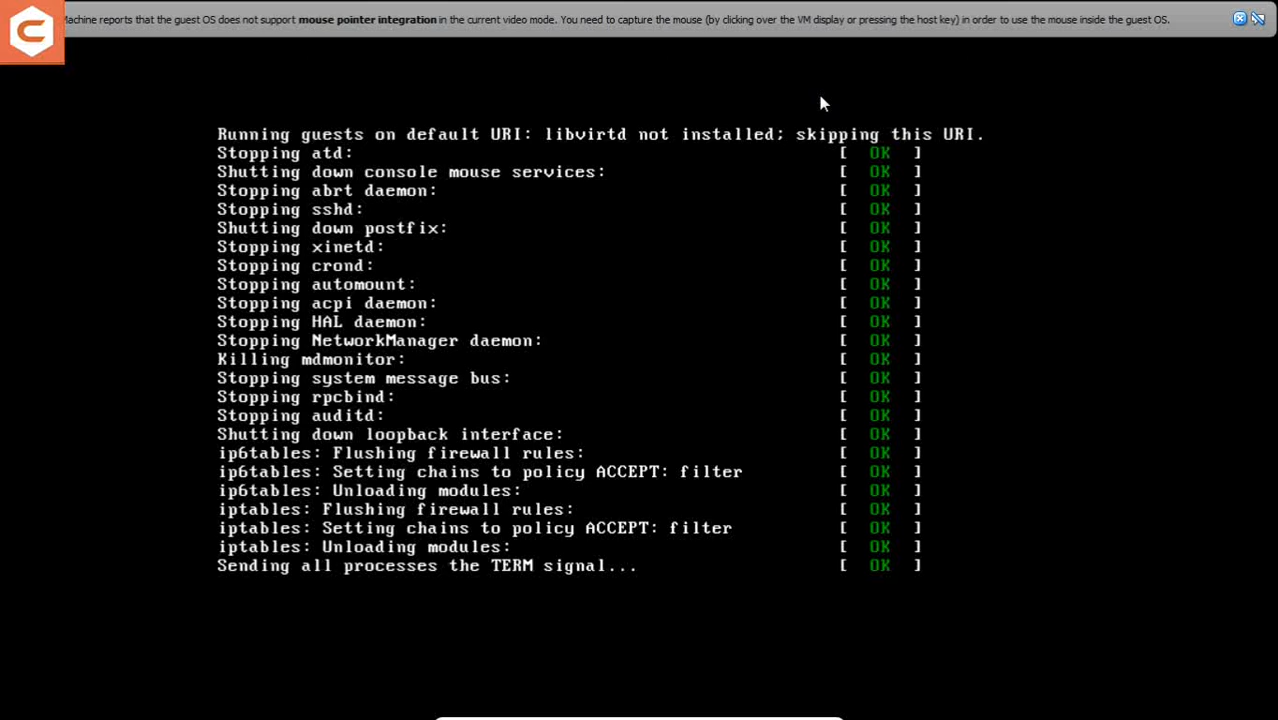 Machine reports that the guest OS does not support mouse pointer integration in the current video mode. You need to capture the mouse (by clicking over the VM display or pressing the host key) in order to use the mouse inside the guest OS.
Running guests on default URI: libvirtd not installed; skipping this URI.
Stopping atd: [ OK ]
Shutting down console mouse services: [ OK ]
Stopping abrt daemon: [ OK ]
Stopping sshd: [ OK ]
Shutting down postfix: [ OK ]
Stopping xinetd: [ OK ]
Stopping crond: [ OK ]
Stopping automount: [ OK ]
Stopping acpi daemon: [ OK ]
Stopping HAL daemon: [ OK ]
Stopping NetworkManager daemon: [ OK ]
Killing mdmonitor: [ OK ]
Stopping system message bus: [ OK ]
Stopping rpcbind: [ OK ]
Stopping auditd: [ OK ]
Shutting down loopback interface: [ OK ]
ip6tables: Flushing firewall rules: [ OK ]
ip6tables: Setting chains to policy ACCEPT: filter [ OK ]
ip6tables: Unloading modules: [ OK ]
iptables: Flushing firewall rules: [ OK ]
iptables: Setting chains to policy ACCEPT: filter [ OK ]
iptables: Unloading modules: [ OK ]
Sending all processes the TERM signal... [ OK ]